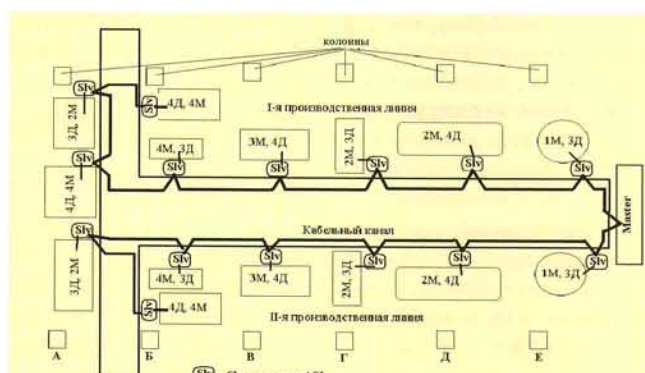 колонны
Slv
Slv
4Д, 4М
I-я производственная линия
3Д, 2М
4М, 3Д
3М, 4Д
2М, 3Д
2М, 4Д
1М, 3Д
Slv
Slv
Slv
Slv
Slv
Slv
4Д, 4М
Кабельный канал
Master
Slv
3Д, 2М
Slv
Slv
Slv
Slv
Slv
4М, 3Д
3М, 4Д
2М, 3Д
2М, 4Д
1М, 3Д
Slv
4Д, 4М
II-я производственная линия
А Б В Г Д Е
Slv